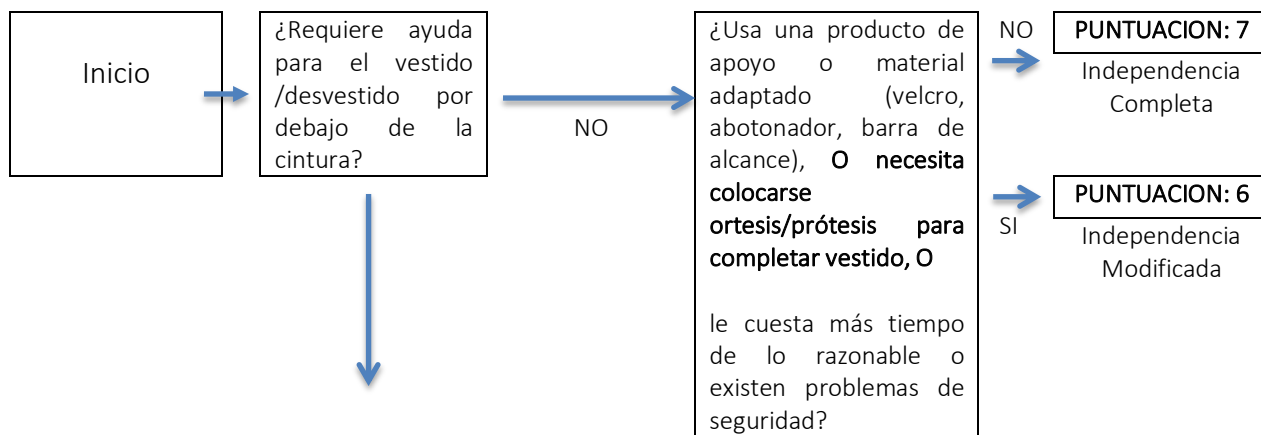 Inicio
¿Requiere ayuda
para el vestido
/desvestido por
debajo de la
cintura?
NO
¿Usa una producto de
apoyo o material
adaptado (velcro,
abotonador, barra de
alcance), O necesita
colocarse
ortesis/prótesis para
completar vestido, O
le cuesta más tiempo
de lo razonable o
existen problemas de
seguridad?
NO
PUNTUACION: 7
Independencia
Completa
SI
PUNTUACION: 6
Independencia
Modificada